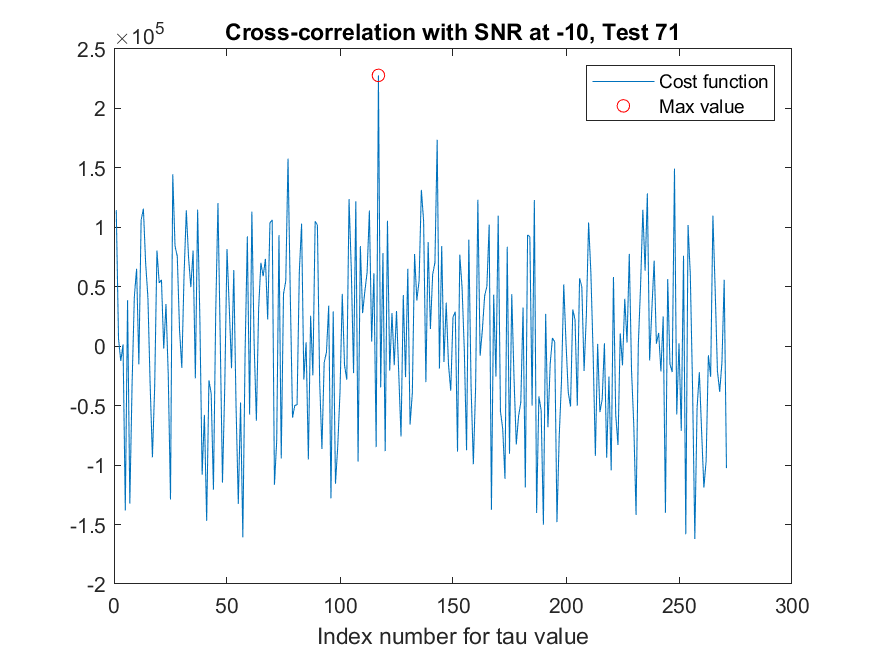 Cross-correlation with SNR at -10, Test 71
×10⁵
2.5
2
1.5
1
0.5
0
-0.5
-1
-1.5
-2
0 50 100 150 200 250 300
Index number for tau value
Cost function
Max value